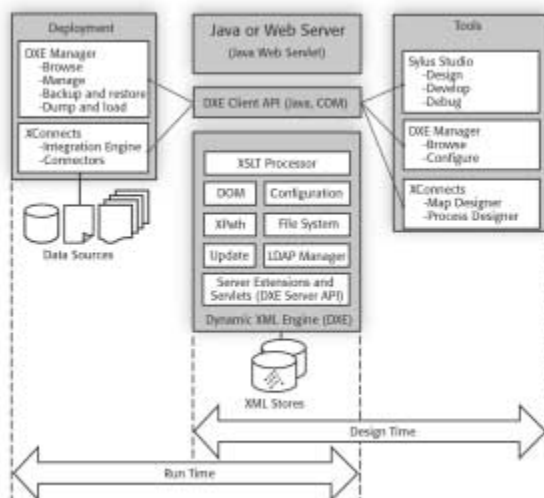 Deployment
DXE Manager
-Browse
-Manage
-Backup and restore
-Dump and load
XConnects
-Integration Engine
-Connectors
Data Sources
Java or Web Server
(Java Web Servlet)
DXE Client API (Java, COM)
XSLT Processor
DOM
Configuration
XPath
File System
Update
LDAP Manager
Server Extensions and
Servlets (DXE Server API)
Dynamic XML Engine (DXE)
XML Stores
Tools
Sylus Studio
-Design
-Develop
-Debug
DXE Manager
-Browse
-Configure
XConnects
-Map Designer
-Process Designer
Design Time
Run Time